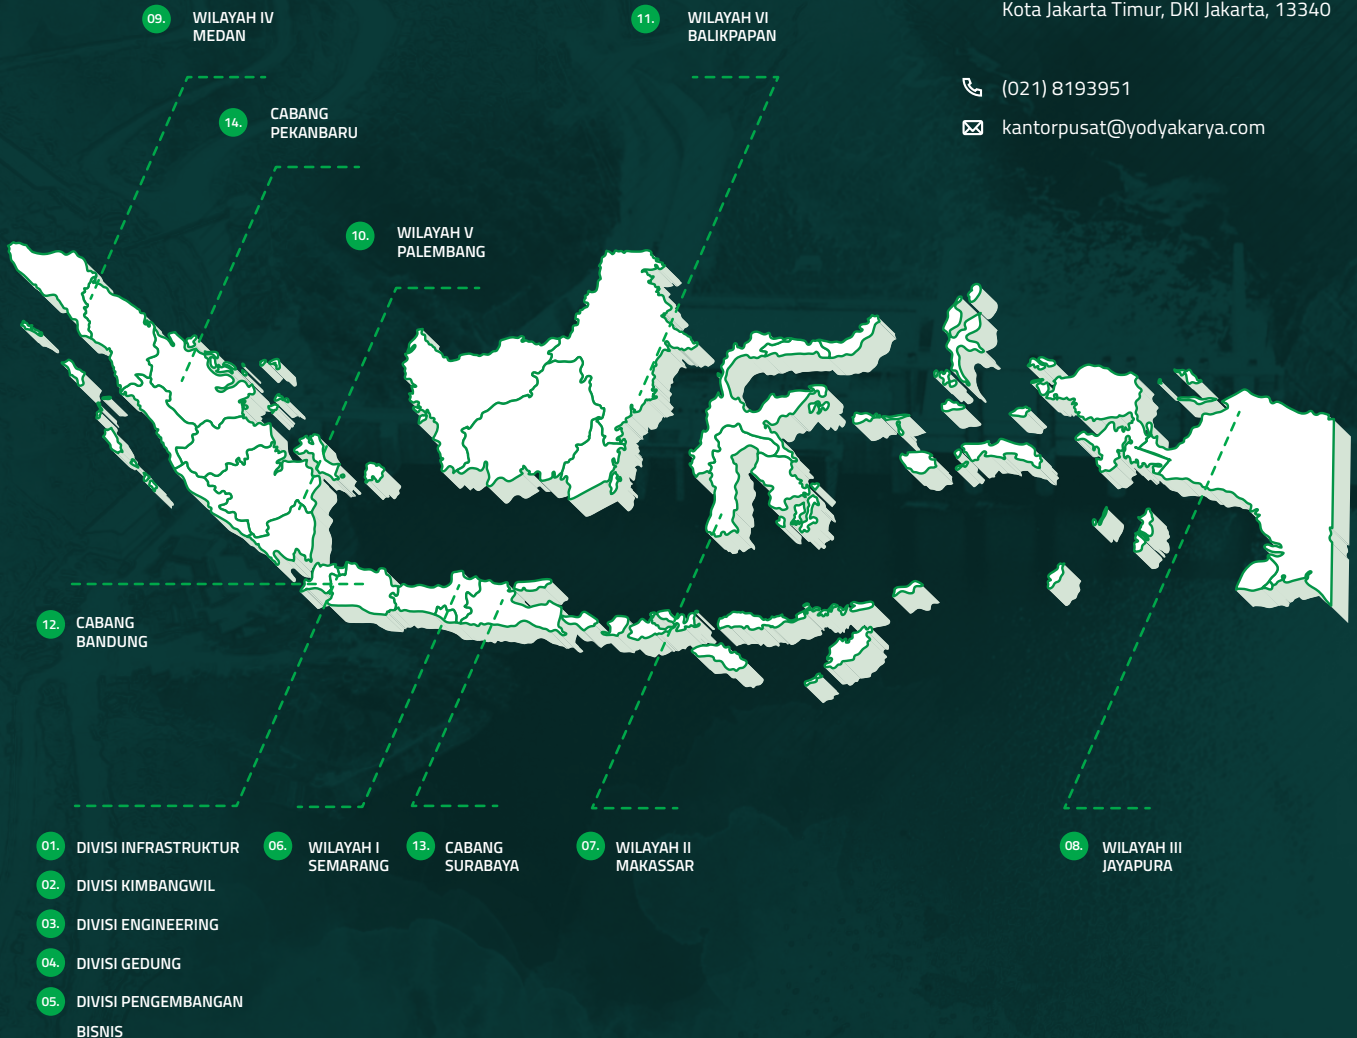 09.
WILAYAH IV
MEDAN
11.
WILAYAH VI
BALIKPAPAN
Kota Jakarta Timur, DKI Jakarta, 13340
(021) 8193951
kantorpusat@yodyakarya.com
14.
CABANG
PEKANBARU
10.
WILAYAH V
PALEMBANG
12.
CABANG
BANDUNG
01.
DIVISI INFRASTRUKTUR
02.
DIVISI KIMBANGWIL
03.
DIVISI ENGINEERING
04.
DIVISI GEDUNG
05.
DIVISI PENGEMBANGAN
BISNIS
06.
WILAYAH I
SEMARANG
13.
CABANG
SURABAYA
07.
WILAYAH II
MAKASSAR
08.
WILAYAH III
JAYAPURA